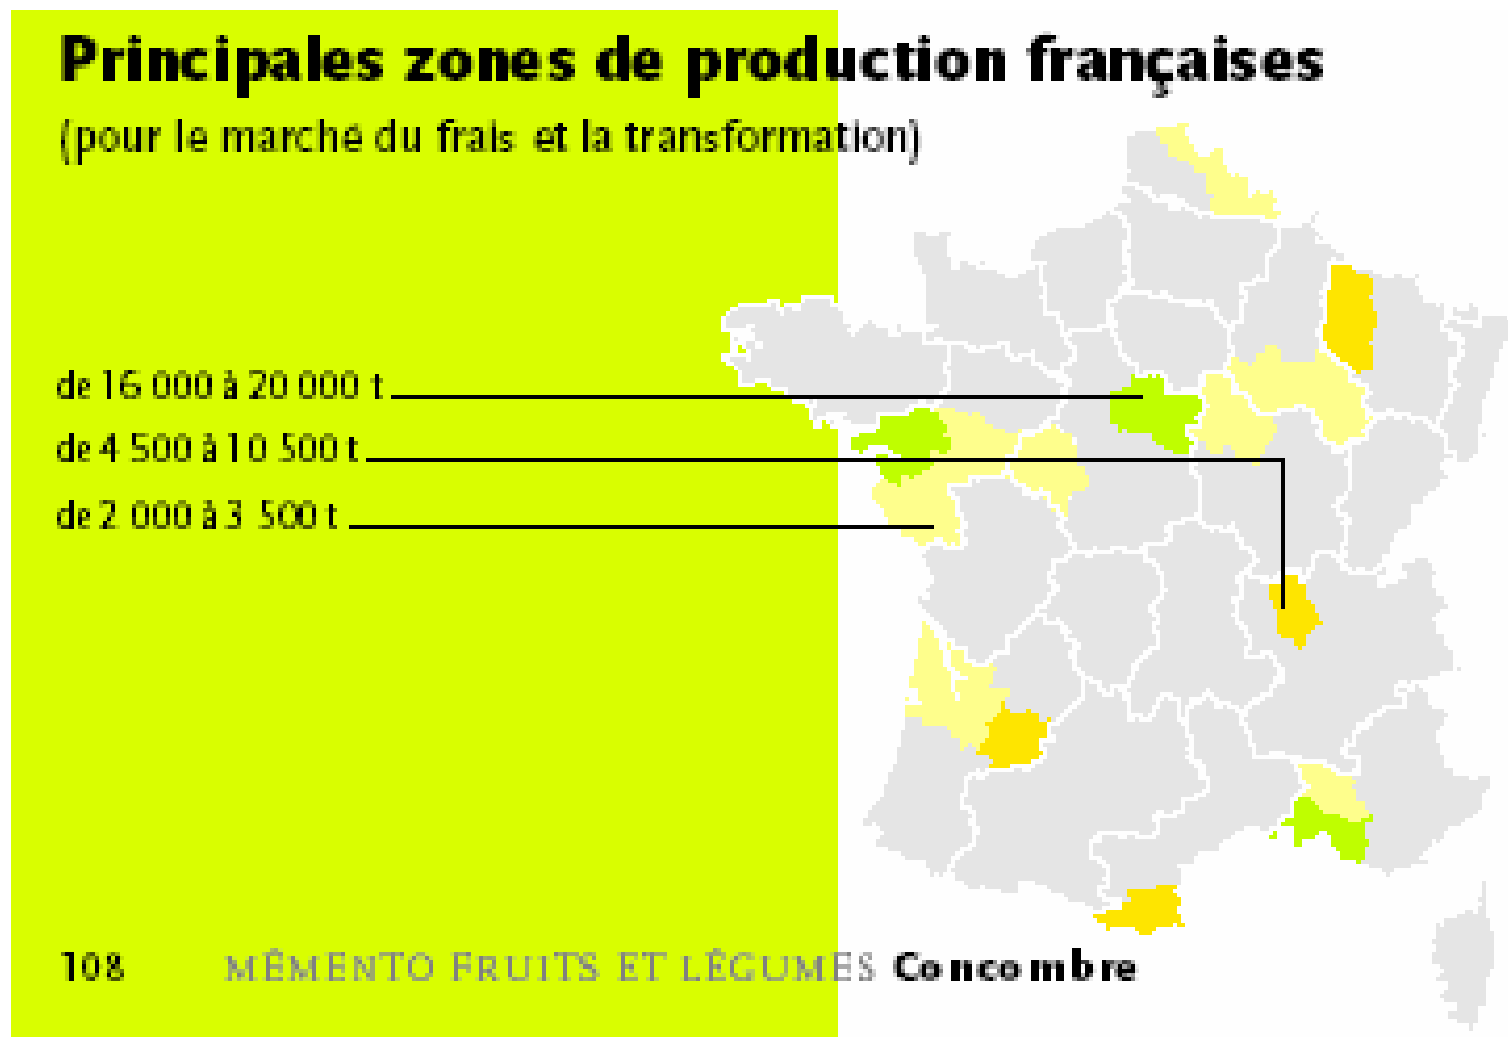 Principales zones de production françaises
(pour le marché du frais et la transformation)
de 16 000 à 20 000 t
de 4 500 à 10 500 t
de 2 000 à 3 500 t
108 MÉMENTO FRUITS ET LÉGUMES Concombre